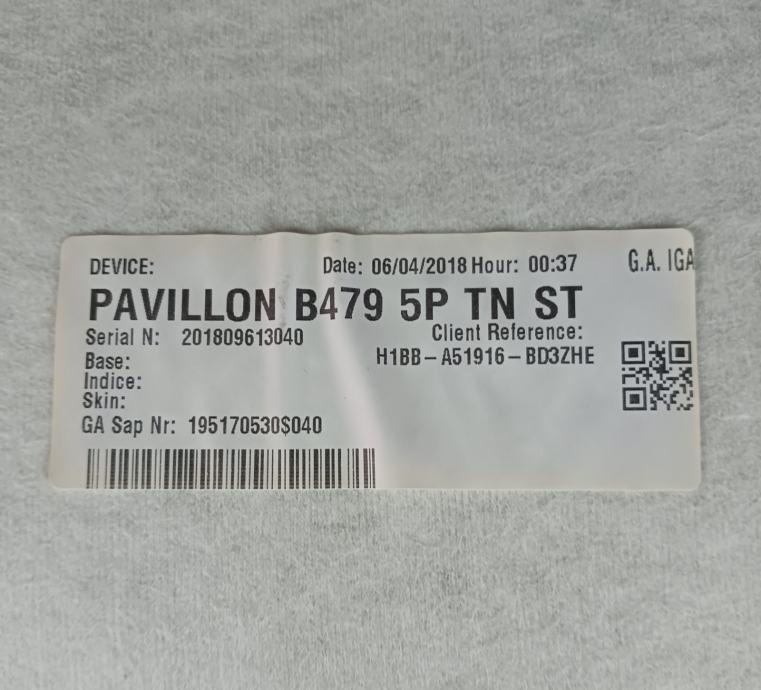 DEVICE: Date: 06/04/2018 Hour: 00:37 G.A. IGA
PAVILLON B479 5P TN ST
Serial N: 201809613040 Client Reference:
Base: H1BB-A51916-BD3ZHE
Indice:
Skin:
GA Sap Nr: 195170530$040